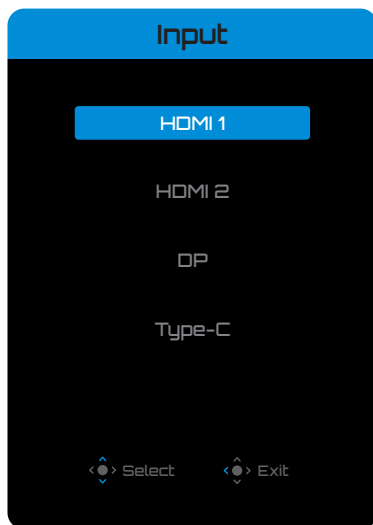 Input
HDMI 1
HDMI 2
DP
Type-C
Select Exit